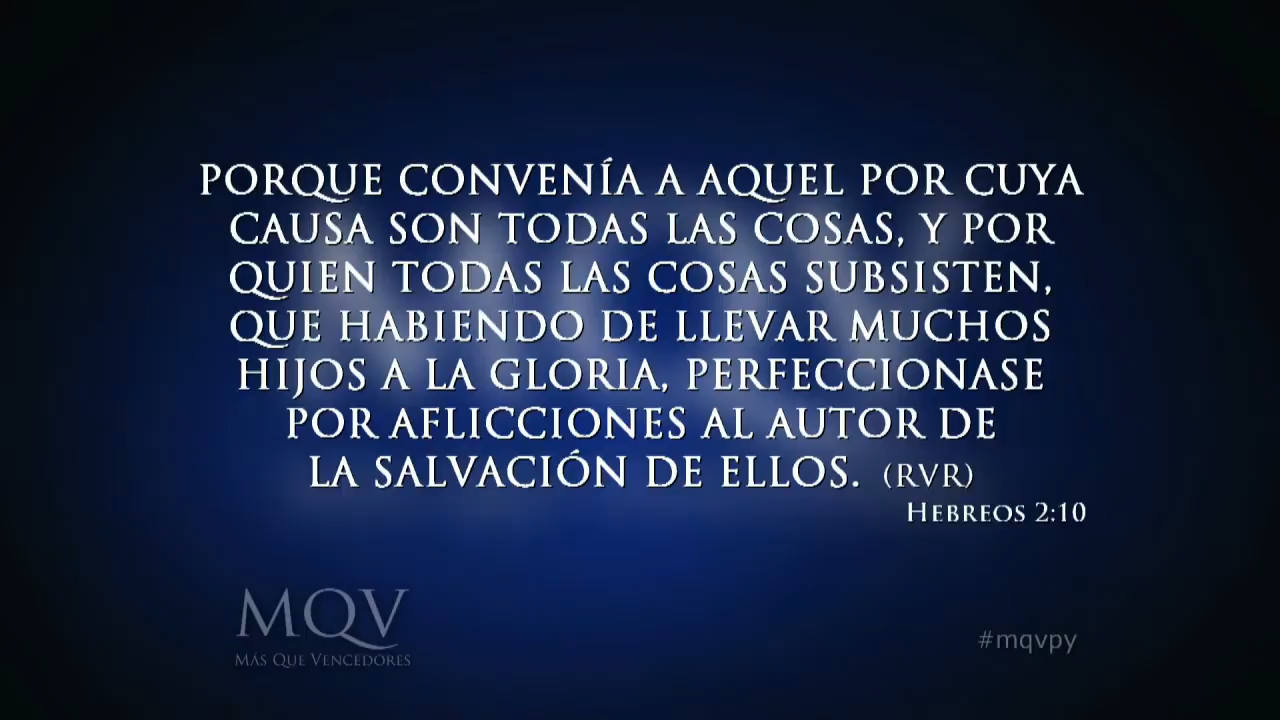 PORQUE CONVENÍA A AQUEL POR CUYA
CAUSA SON TODAS LAS COSAS, Y POR
QUIEN TODAS LAS COSAS SUBSISTEN,
QUE HABIENDO DE LLEVAR MUCHOS
HIJOS A LA GLORIA, PERFECCIONASE
POR AFLICCIONES AL AUTOR DE
LA SALVACIÓN DE ELLOS. (RVR)
HEBREOS 2:10
MQV
MÁS QUE VENCEDORES
#mqvpy